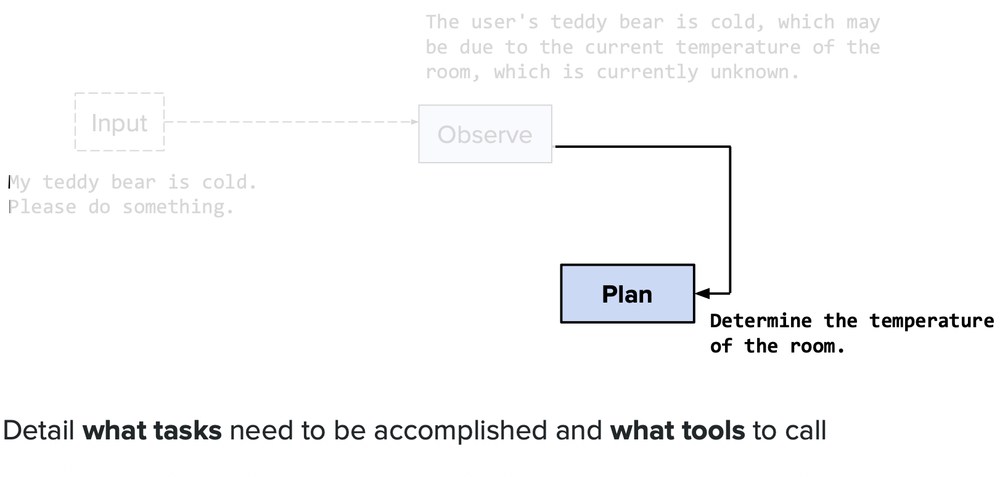 The user's teddy bear is cold, which may
be due to the current temperature of the
room, which is currently unknown.
Input
Observe
My teddy bear is cold.
Please do something.
Plan
Determine the temperature
of the room.
Detail what tasks need to be accomplished and what tools to call